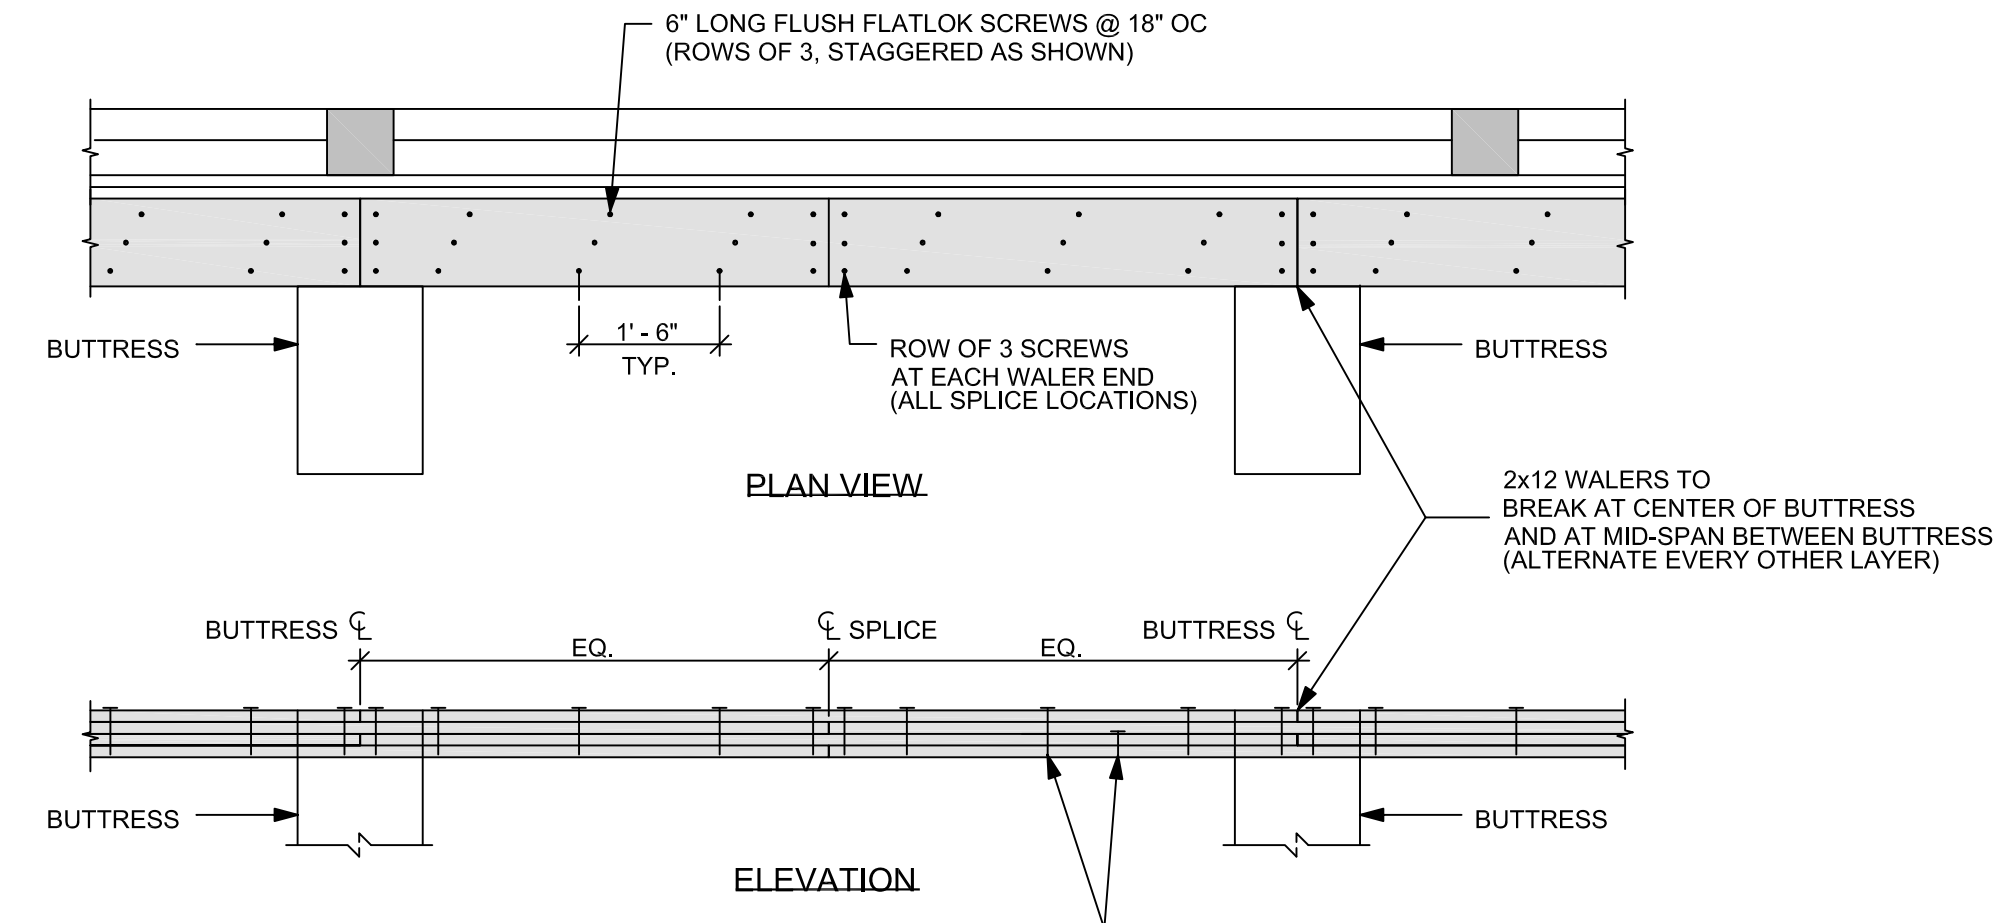 6" LONG FLUSH FLATLOK SCREWS @ 18" OC
(ROWS OF 3, STAGGERED AS SHOWN)
BUTTRESS
1' - 6"
TYP.
ROW OF 3 SCREWS
AT EACH WALER END
(ALL SPLICE LOCATIONS)
BUTTRESS
PLAN VIEW
2x12 WALERS TO
BREAK AT CENTER OF BUTTRESS
AND AT MID-SPAN BETWEEN BUTTRESS
(ALTERNATE EVERY OTHER LAYER)
BUTTRESS ℄
℄ SPLICE
BUTTRESS ℄
EQ.
EQ.
BUTTRESS
BUTTRESS
ELEVATION